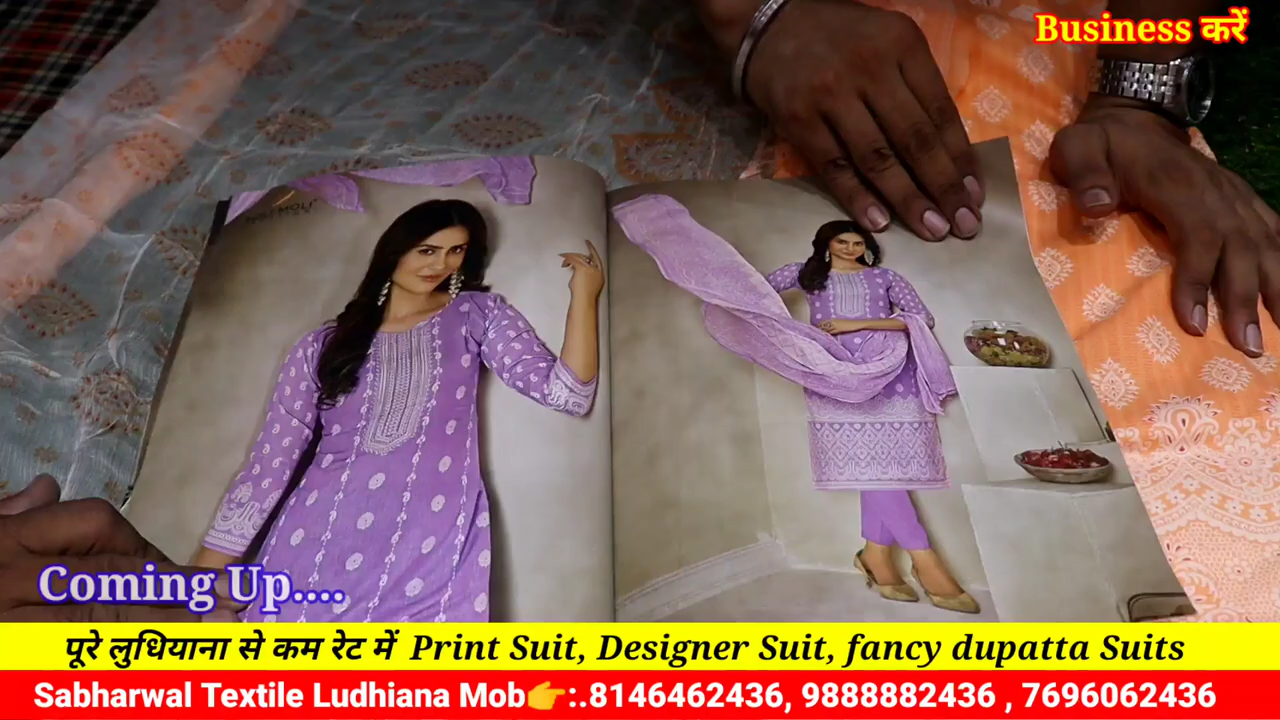 Business करें
Coming Up....
पूरे लुधियाना से कम रेट में Print Suit, Designer Suit, fancy dupatta Suits
Sabharwal Textile Ludhiana Mob👉:.8146462436, 9888882436 , 7696062436